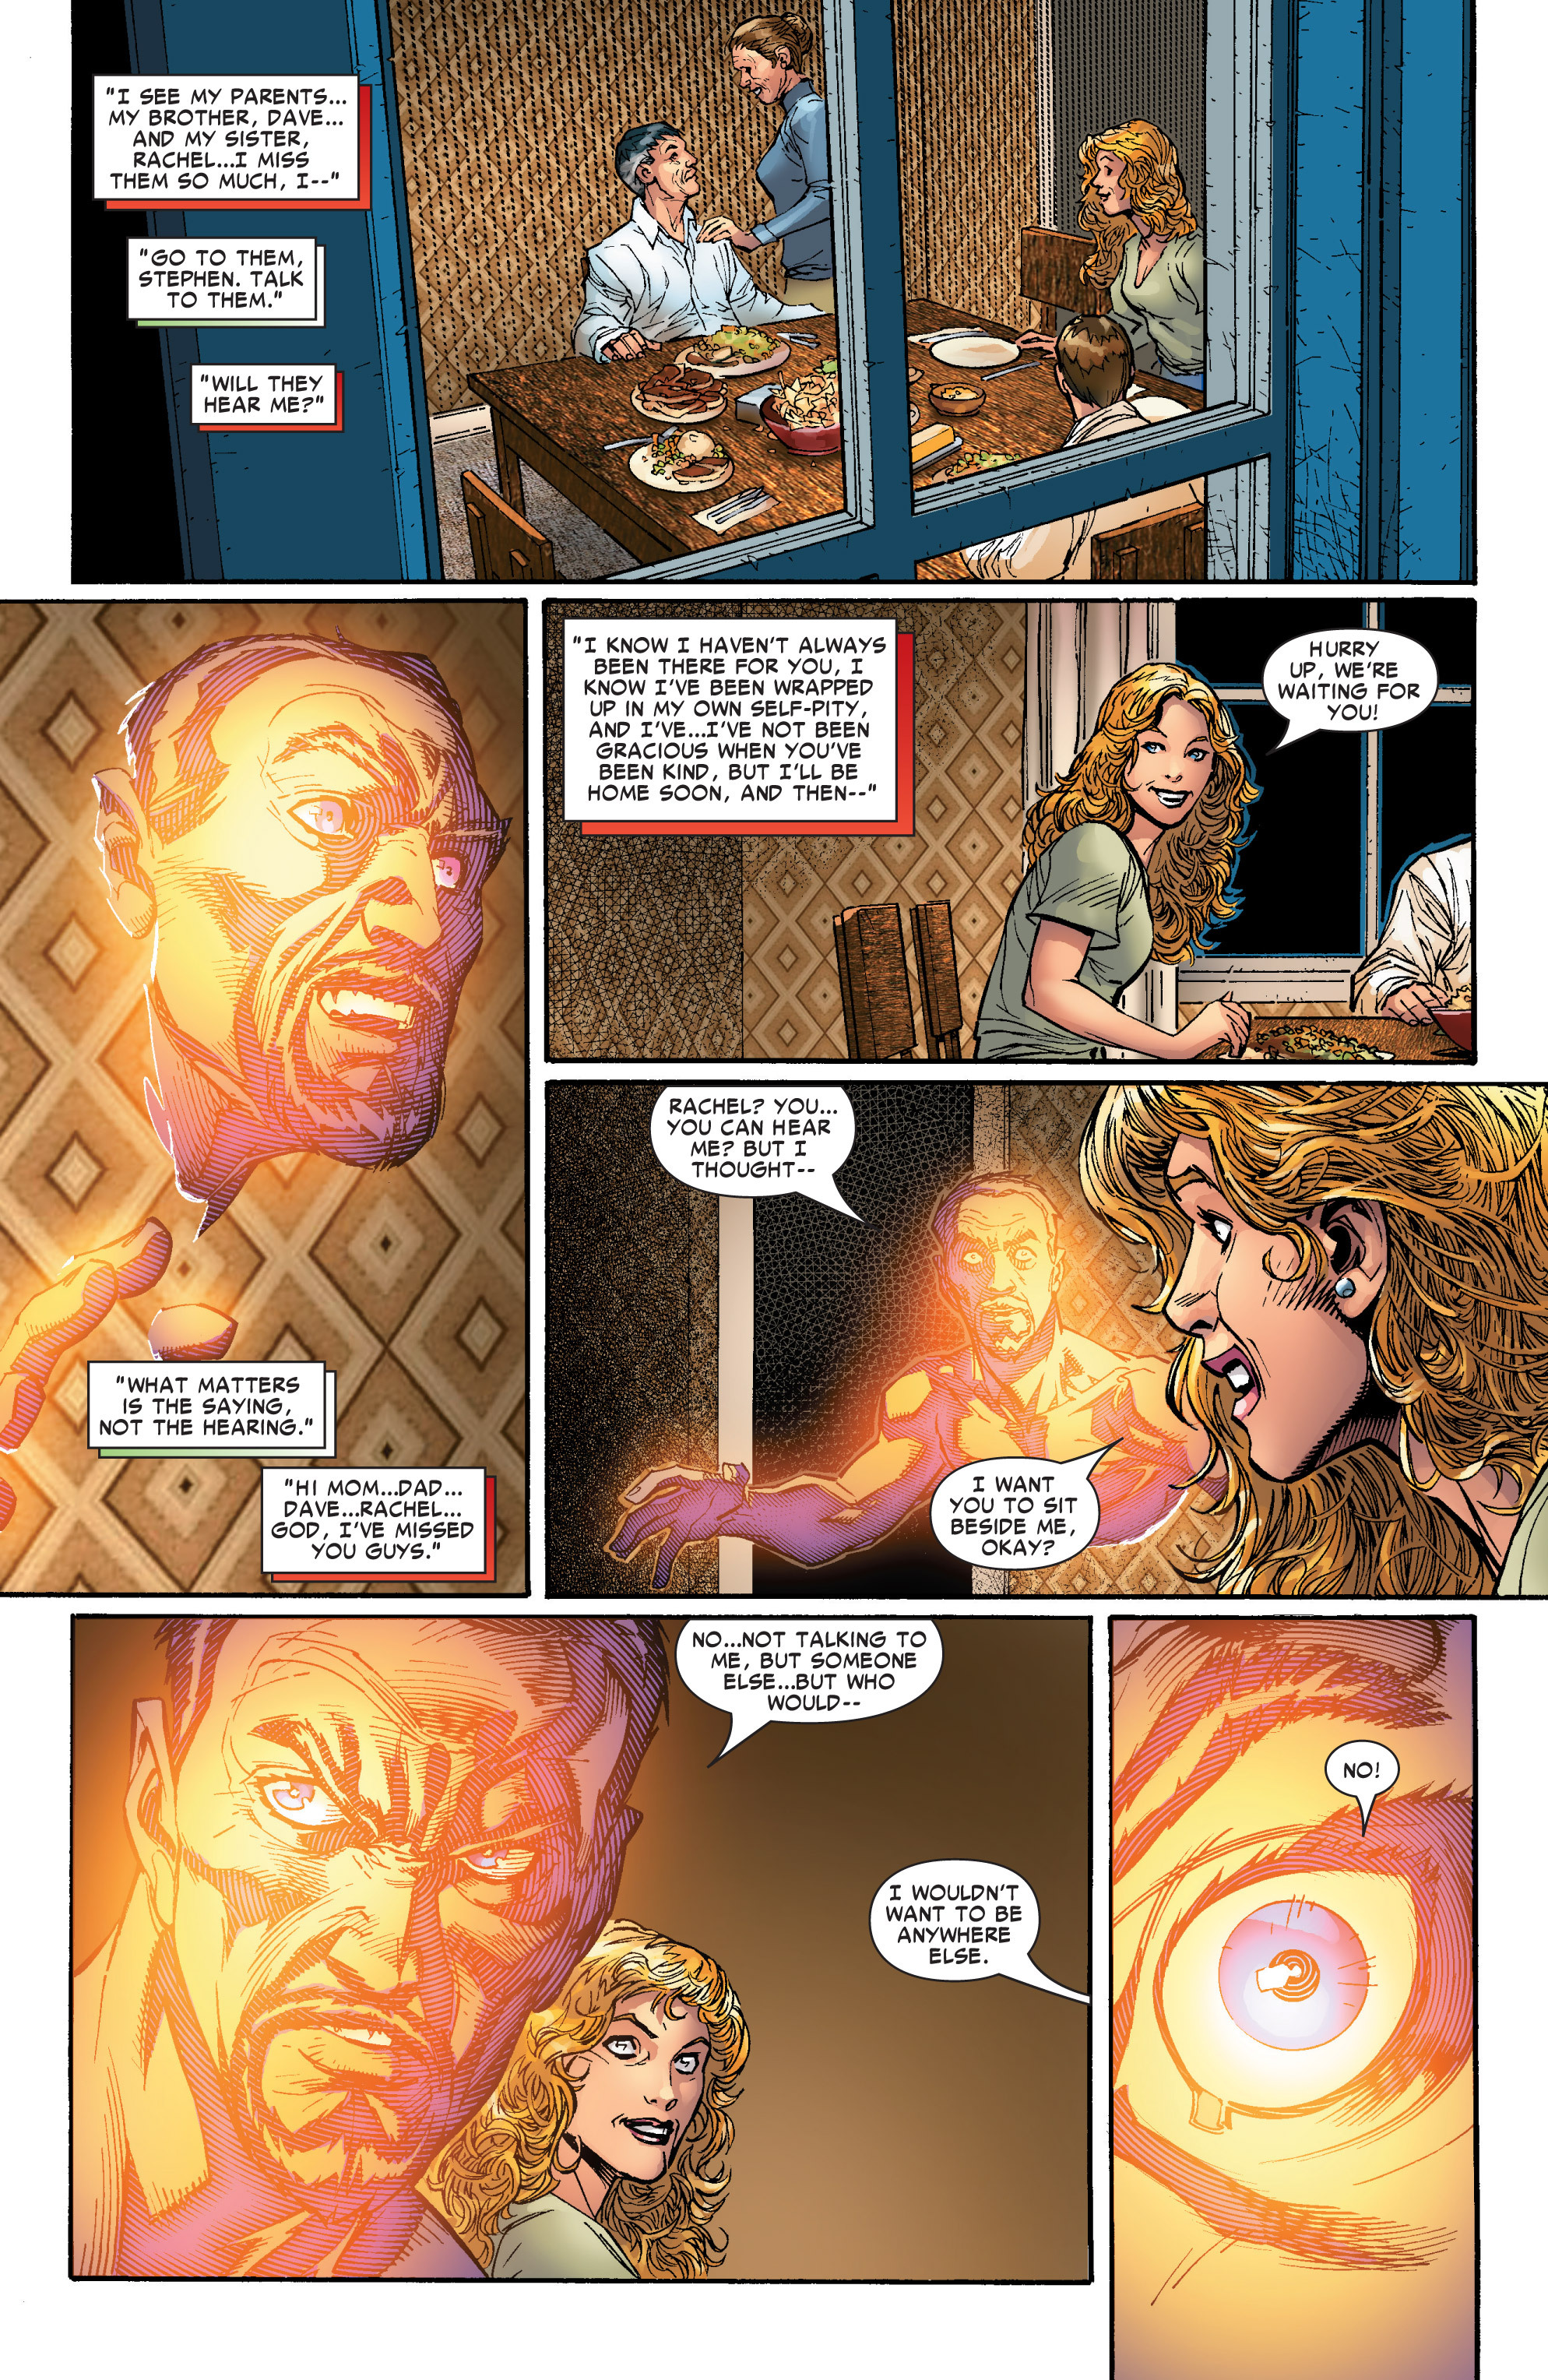 "I SEE MY PARENTS...
MY BROTHER, DAVE...
AND MY SISTER,
RACHEL...I MISS
THEM SO MUCH, I--"
"GO TO THEM,
STEPHEN. TALK
TO THEM."
"WILL THEY
HEAR ME?"
"WHAT MATTERS
IS THE SAYING,
NOT THE HEARING."
"HI MOM...DAD...
DAVE...RACHEL...
GOD, I'VE MISSED
YOU GUYS."
"I KNOW I HAVEN'T ALWAYS
BEEN THERE FOR YOU, I
KNOW I'VE BEEN WRAPPED
UP IN MY OWN SELF-PITY,
AND I'VE...I'VE NOT BEEN
GRACIOUS WHEN YOU'VE
BEEN KIND, BUT I'LL BE
HOME SOON, AND THEN--"
HURRY
UP, WE'RE
WAITING FOR
YOU!
RACHEL? YOU...
YOU CAN HEAR
ME? BUT I
THOUGHT--
I WANT
YOU TO SIT
BESIDE ME,
OKAY?
NO...NOT TALKING TO
ME, BUT SOMEONE
ELSE...BUT WHO
WOULD--
I WOULDN'T
WANT TO BE
ANYWHERE
ELSE.
NO!